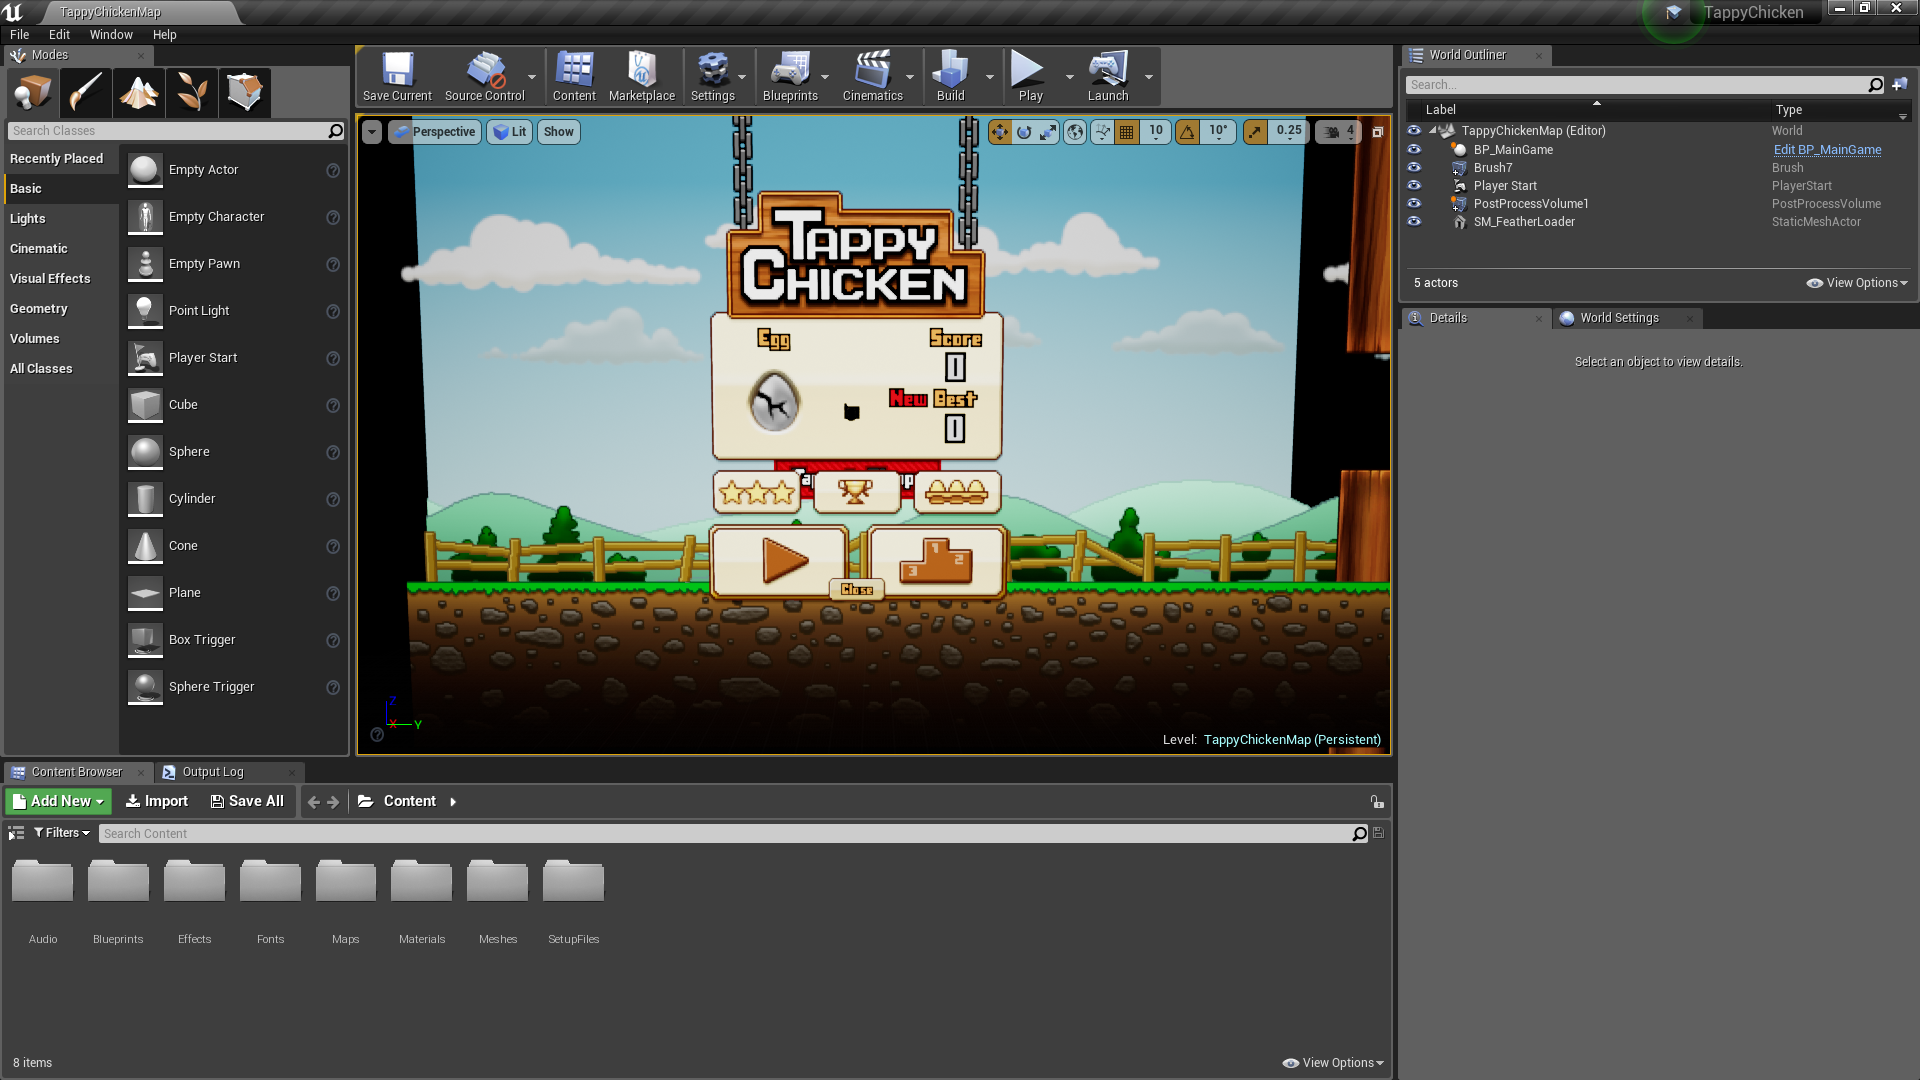 TappyChickenMap
TappyChicken
File Edit Window Help
Modes
Search Classes
Recently Placed
Basic
Lights
Cinematic
Visual Effects
Geometry
Volumes
All Classes
Empty Actor
Empty Character
Empty Pawn
Point Light
Player Start
Cube
Sphere
Cylinder
Cone
Plane
Box Trigger
Sphere Trigger
Save Current Source Control Content Marketplace Settings Blueprints Cinematics Build Play Launch
Perspective Lit Show 10 10° 0.25 4
TAPPY
CHICKEN
Egg Score
New Best
1 2 3
Close
Z
X Y
Level: TappyChickenMap (Persistent)
World Outliner
Search...
Label Type
TappyChickenMap (Editor) World
BP_MainGame Edit BP_MainGame
Brush7 Brush
Player Start PlayerStart
PostProcessVolume1 PostProcessVolume
SM_FeatherLoader StaticMeshActor
5 actors View Options
Details World Settings
Select an object to view details.
Content Browser Output Log
Add New Import Save All Content
Filters Search Content
Audio Blueprints Effects Fonts Maps Materials Meshes SetupFiles
8 items View Options